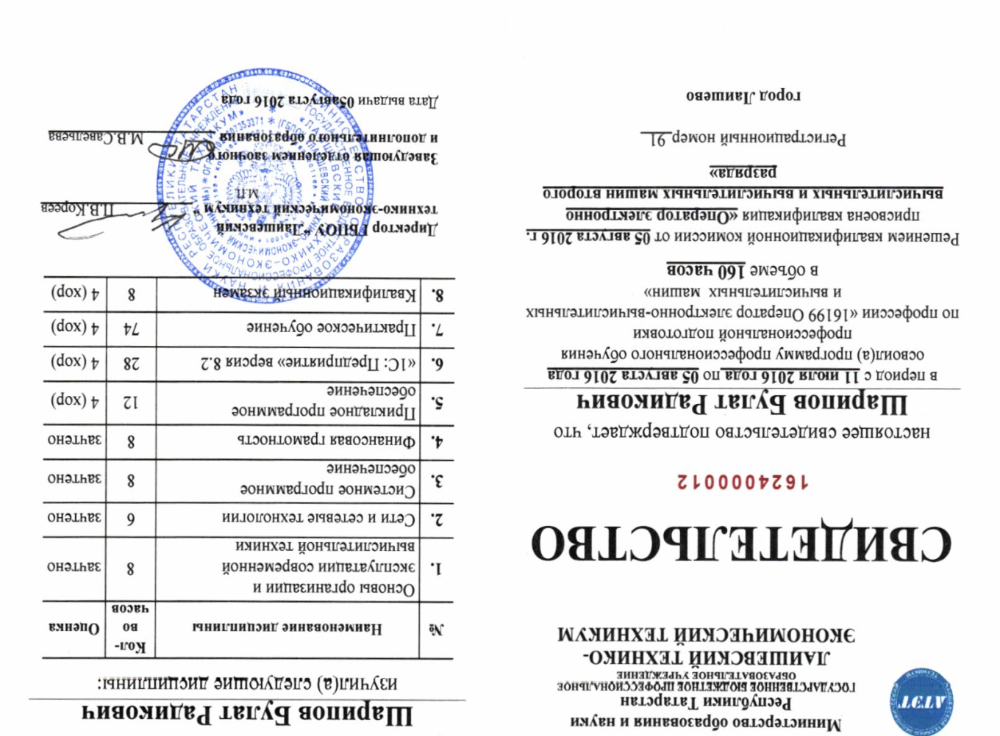 Министерство образования и науки
Республики Татарстан
ГОСУДАРСТВЕННОЕ БЮДЖЕТНОЕ ПРОФЕССИОНАЛЬНОЕ
ОБРАЗОВАТЕЛЬНОЕ УЧРЕЖДЕНИЕ
ЛАИШЕВСКИЙ ТЕХНИКО-
ЭКОНОМИЧЕСКИЙ ТЕХНИКУМ
СВИДЕТЕЛЬСТВО
1624000012
настоящее свидетельство подтверждает, что
Шарипов Булат Радикович
в период с 11 июля 2016 года по 05 августа 2016 года
освоил(а) программу профессионального обучения
профессиональной подготовки
по профессии «16199 Оператор электронно-вычислительных
и вычислительных машин»
в объеме 160 часов
Решением квалификационной комиссии от 05 августа 2016 г.
присвоена квалификация «Оператор электронно
вычислительных и вычислительных машин второго
разряда»
Регистрационный номер 91
город Лаишево
Шарипов Булат Радикович
изучил(а) следующие дисциплины:
№ Наименование дисциплины Кол-во часов Оценка
1. Основы организации и
эксплуатации современной
вычислительной техники 8 зачтено
2. Сети и сетевые технологии 6 зачтено
3. Системное программное
обеспечение 8 зачтено
4. Финансовая грамотность 8 зачтено
5. Прикладное программное
обеспечение 12 4 (хор)
6. «1С: Предприятие» версия 8.2 28 4 (хор)
7. Практическое обучение 74 4 (хор)
8. Квалификационный экзамен 8 4 (хор)
Директор ГБПОУ "Лаишевский
технико-экономический техникум" П.В.Кореев
М.П
Заведующая отделением заочного
и дополнительного образования М.В.Савельева
Дата выдачи 05августа 2016 года